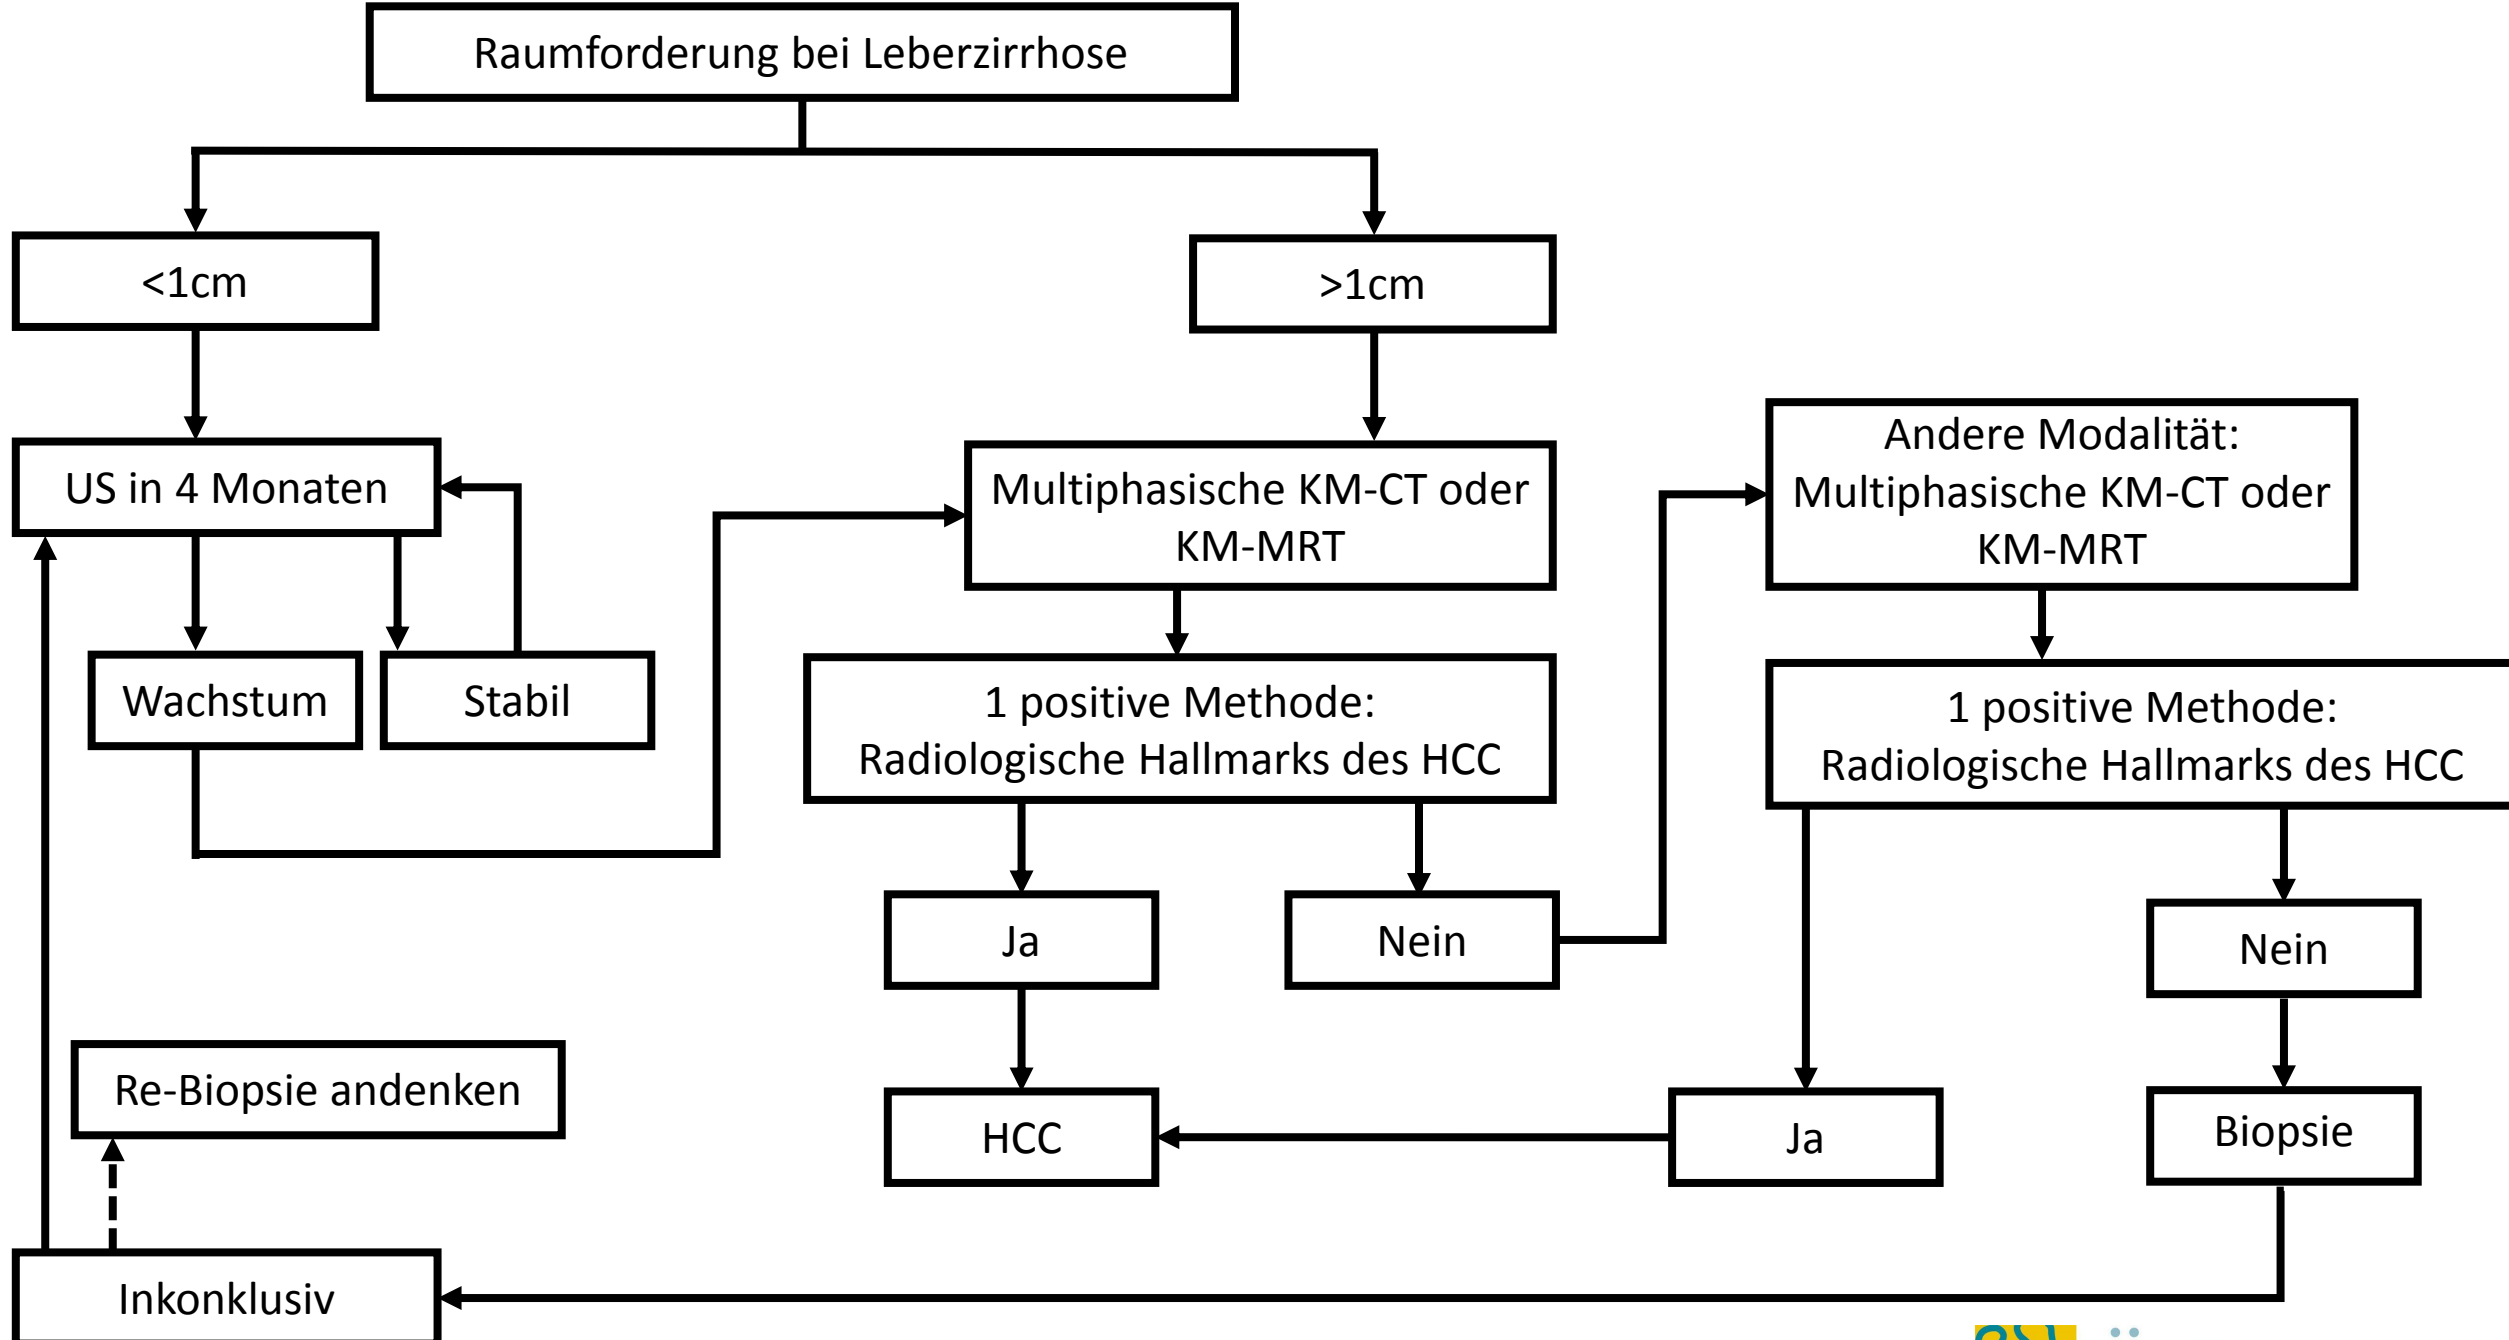 Raumforderung bei Leberzirrhose
<1cm
>1cm
US in 4 Monaten
Multiphasische KM-CT oder
KM-MRT
Andere Modalität:
Multiphasische KM-CT oder
KM-MRT
Wachstum
Stabil
1 positive Methode:
Radiologische Hallmarks des HCC
1 positive Methode:
Radiologische Hallmarks des HCC
Ja
Nein
Nein
Re-Biopsie andenken
HCC
Ja
Biopsie
Inkonklusiv